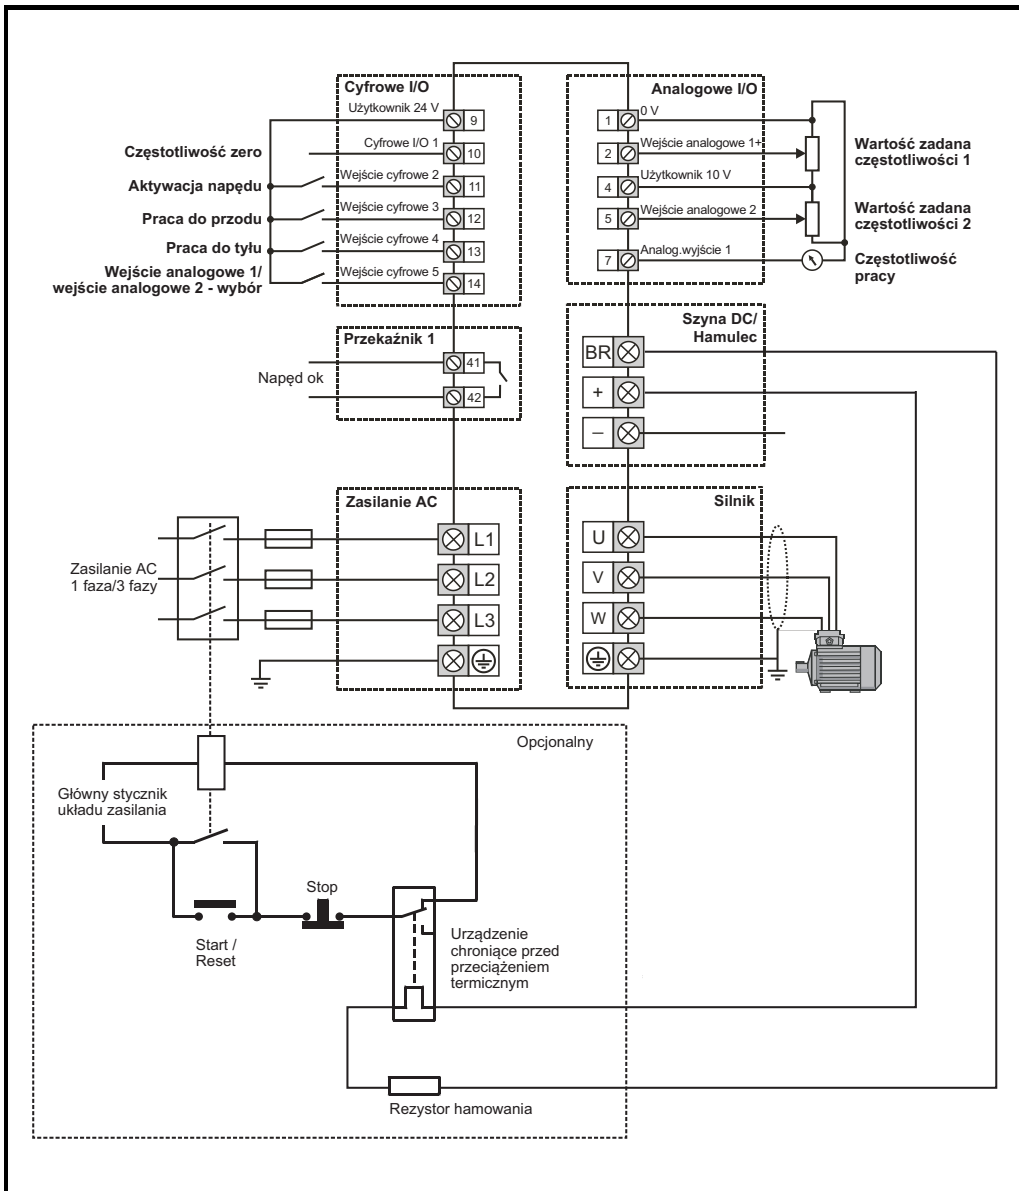 Cyfrowe I/O
Użytkownik 24 V
9
Częstotliwość zero
Cyfrowe I/O 1
10
Aktywacja napędu
Wejście cyfrowe 2
11
Praca do przodu
Wejście cyfrowe 3
12
Praca do tyłu
Wejście cyfrowe 4
13
Wejście analogowe 1/
wejście analogowe 2 - wybór
Wejście cyfrowe 5
14
Analogowe I/O
1
0 V
2
Wejście analogowe 1+
Wartość zadana
częstotliwości 1
4
Użytkownik 10 V
5
Wejście analogowe 2
Wartość zadana
częstotliwości 2
7
Analog.wyjście 1
Częstotliwość
pracy
Przekaźnik 1
41
Napęd ok
42
Szyna DC/
Hamulec
BR
+
–
Zasilanie AC
L1
L2
L3
Zasilanie AC
1 faza/3 fazy
Silnik
U
V
W
Opcjonalny
Główny stycznik
układu zasilania
Stop
Start /
Reset
Urządzenie
chroniące przed
przeciążeniem
termicznym
Rezystor hamowania